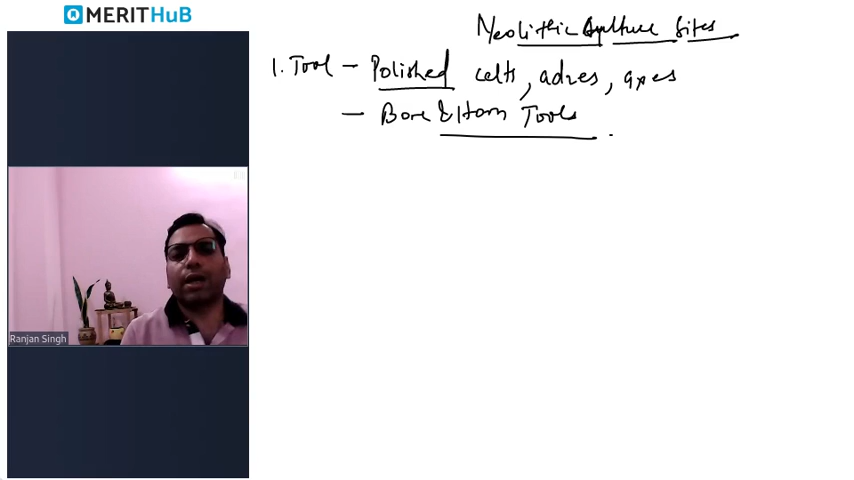 MERITHUB
Neolithic Culture Sites
1. Tool - Polished celts, adzes, axes
- Bone & Horn Tools.
Ranjan Singh